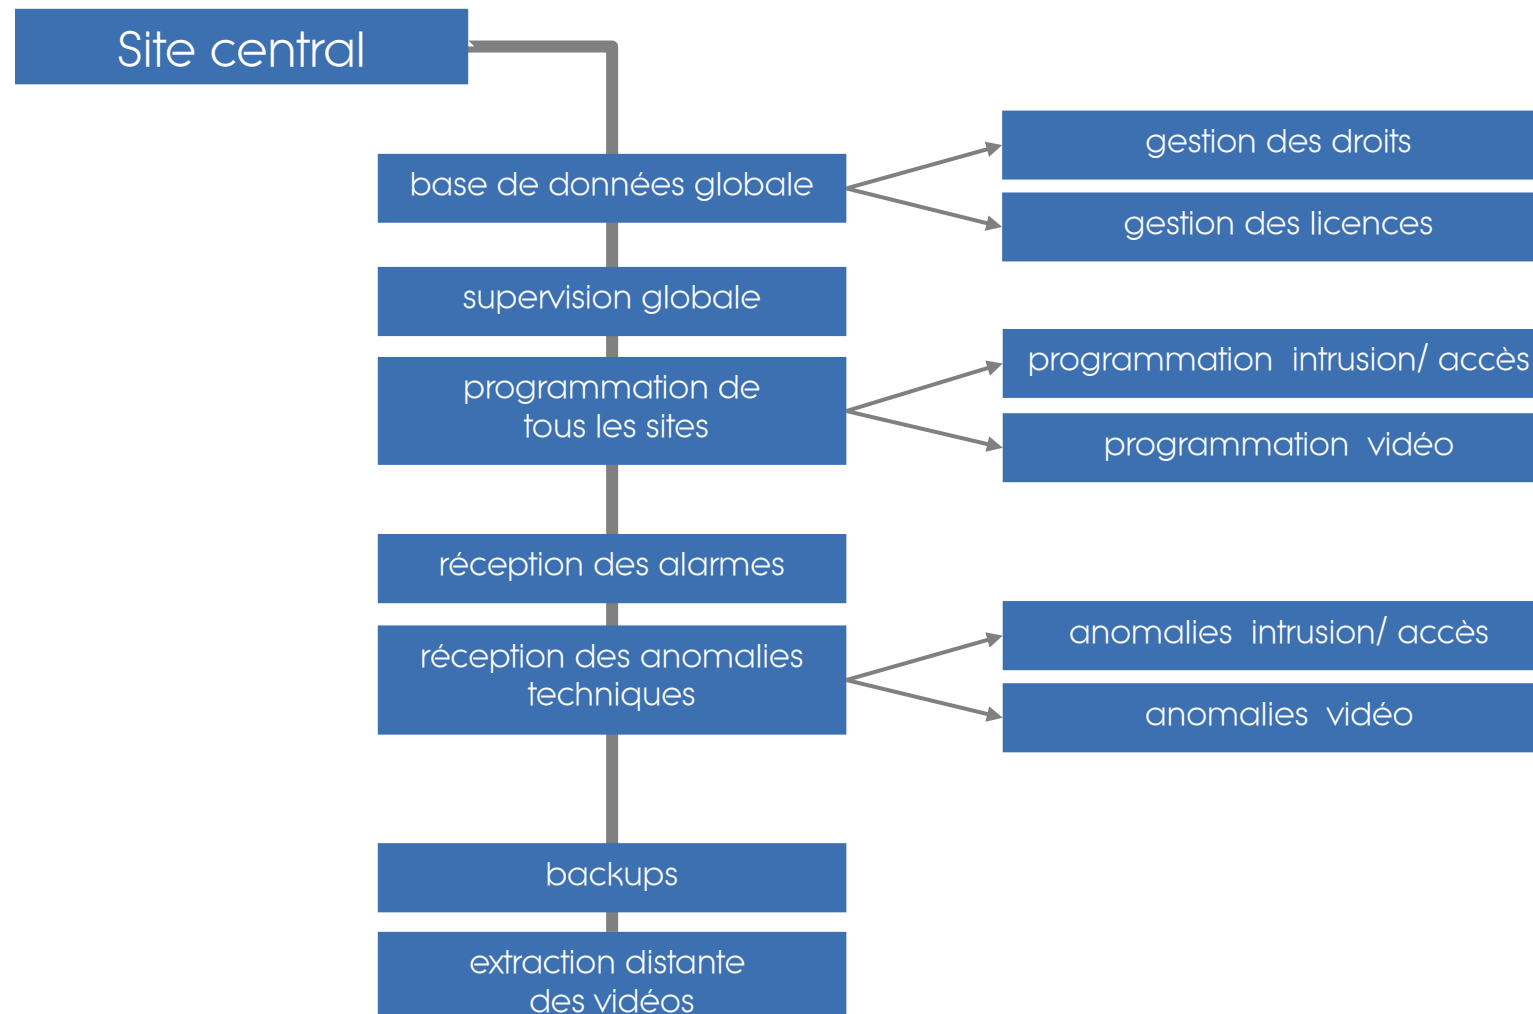 Site central
base de données globale
gestion des droits
gestion des licences
supervision globale
programmation de
tous les sites
programmation intrusion/ accès
programmation vidéo
réception des alarmes
réception des anomalies
techniques
anomalies intrusion/ accès
anomalies vidéo
backups
extraction distante
des vidéos